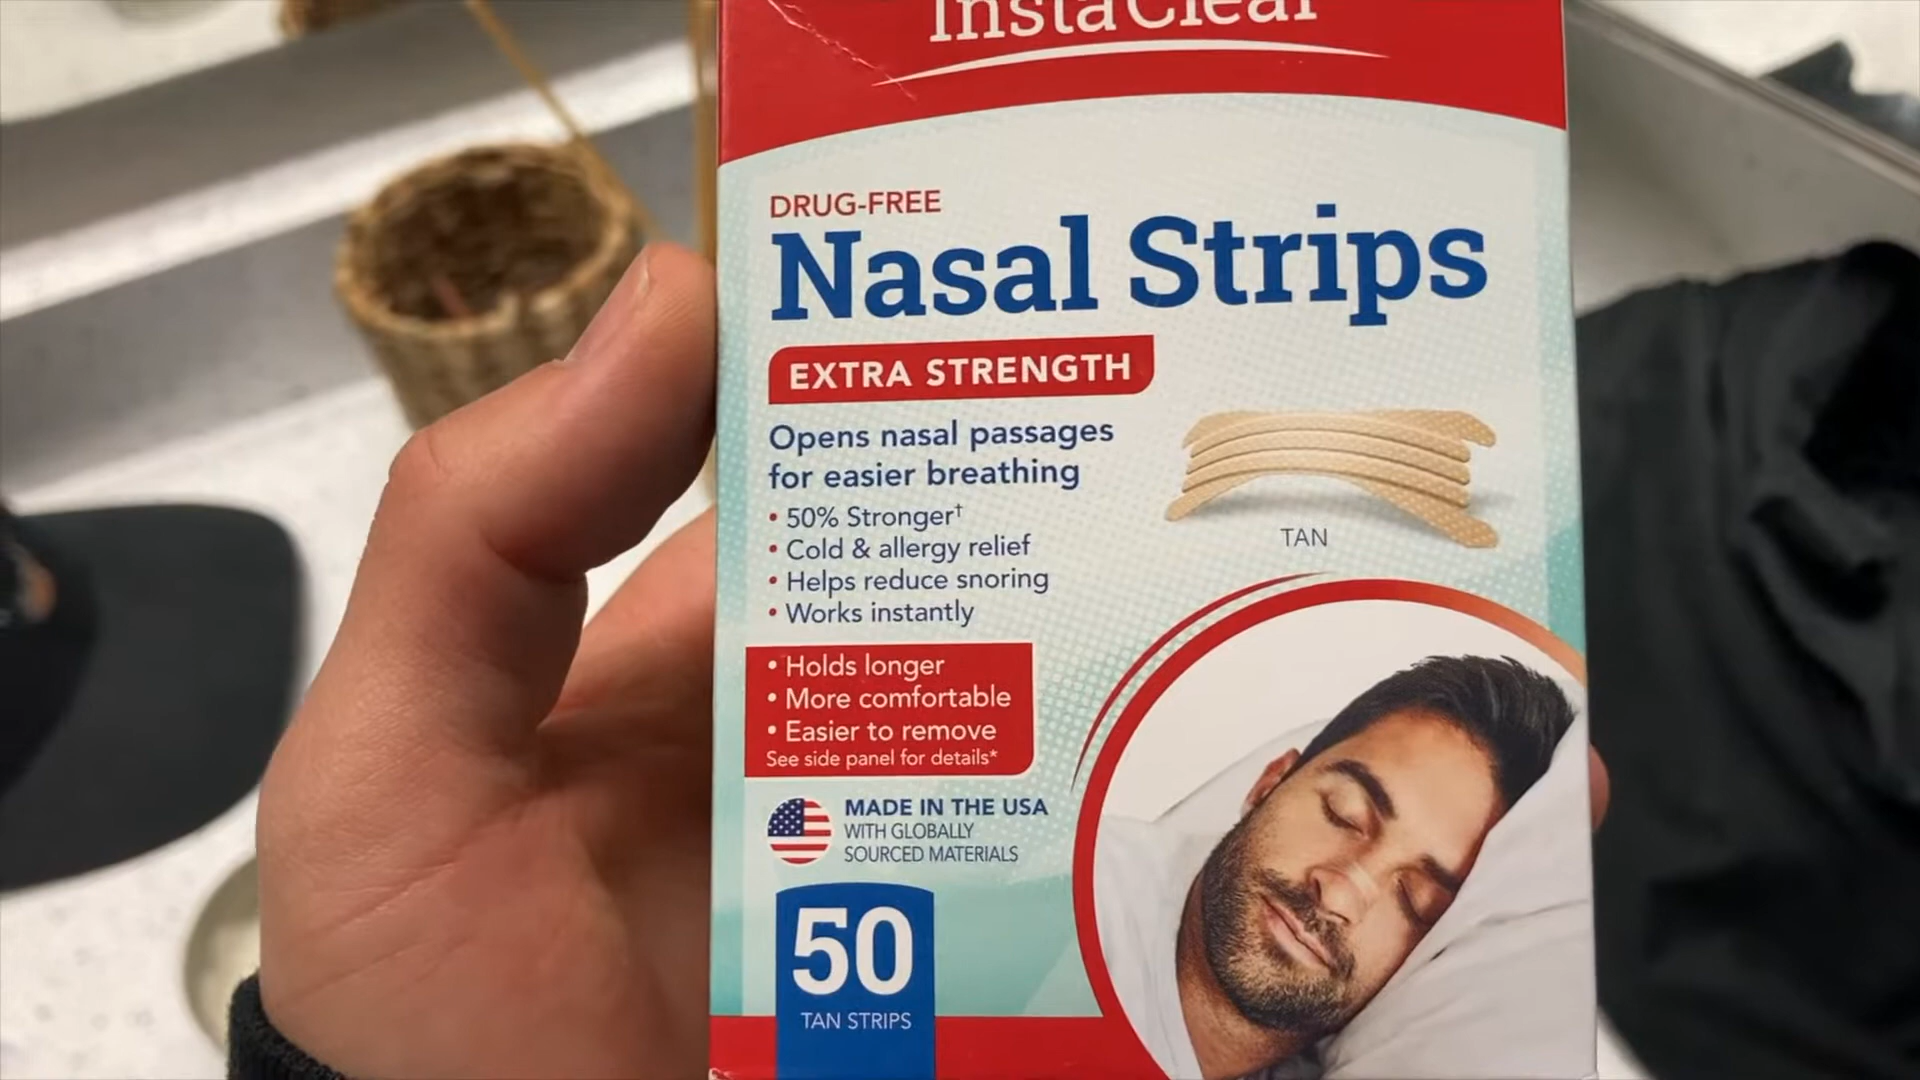 InstaClear
DRUG-FREE
Nasal Strips
EXTRA STRENGTH
Opens nasal passages
for easier breathing
• 50% Stronger†
• Cold & allergy relief
• Helps reduce snoring
• Works instantly
TAN
• Holds longer
• More comfortable
• Easier to remove
See side panel for details*
MADE IN THE USA
WITH GLOBALLY
SOURCED MATERIALS
50
TAN STRIPS